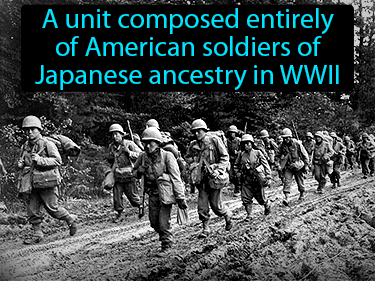 A unit composed entirely
of American soldiers of
Japanese ancestry in WWII